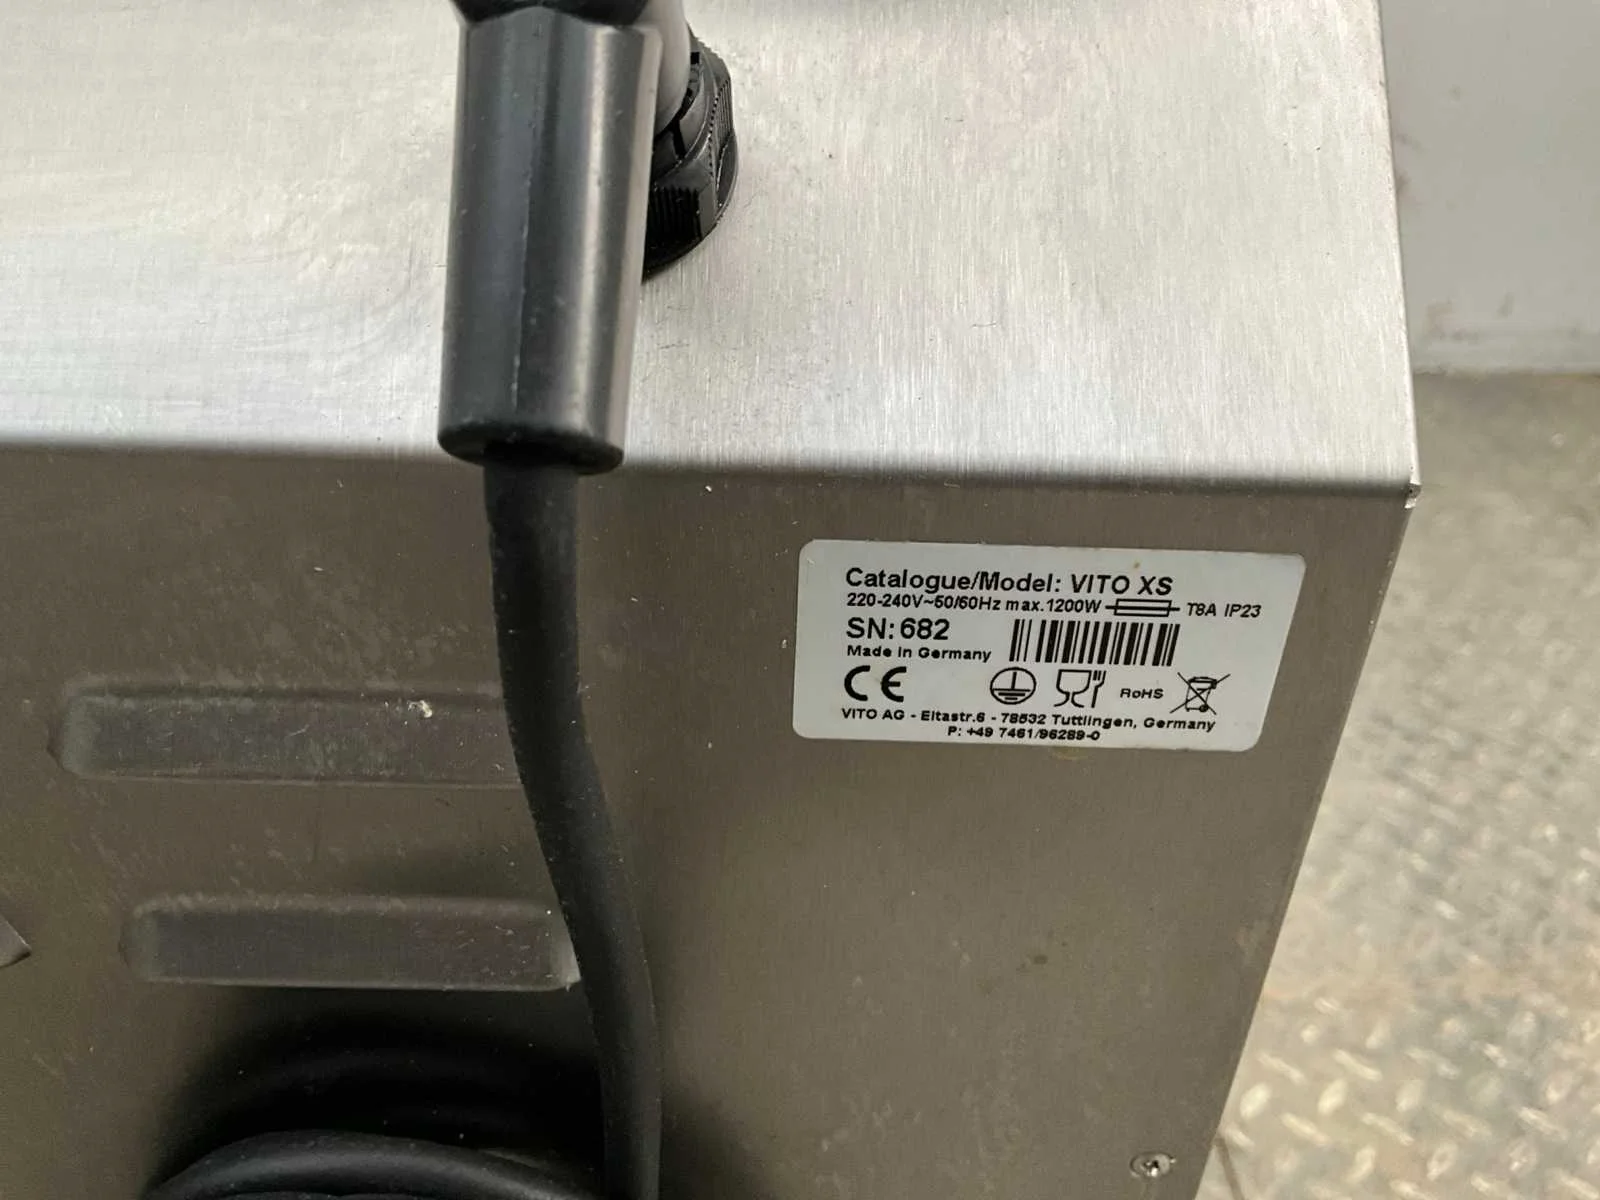 Catalogue/Model: VITO XS
220-240V~50/60Hz max.1200W T8A IP23
SN: 682
Made in Germany
CE RoHS
VITO AG - Eltastr.6 - 78532 Tuttlingen, Germany
P: +49 7461/96289-0